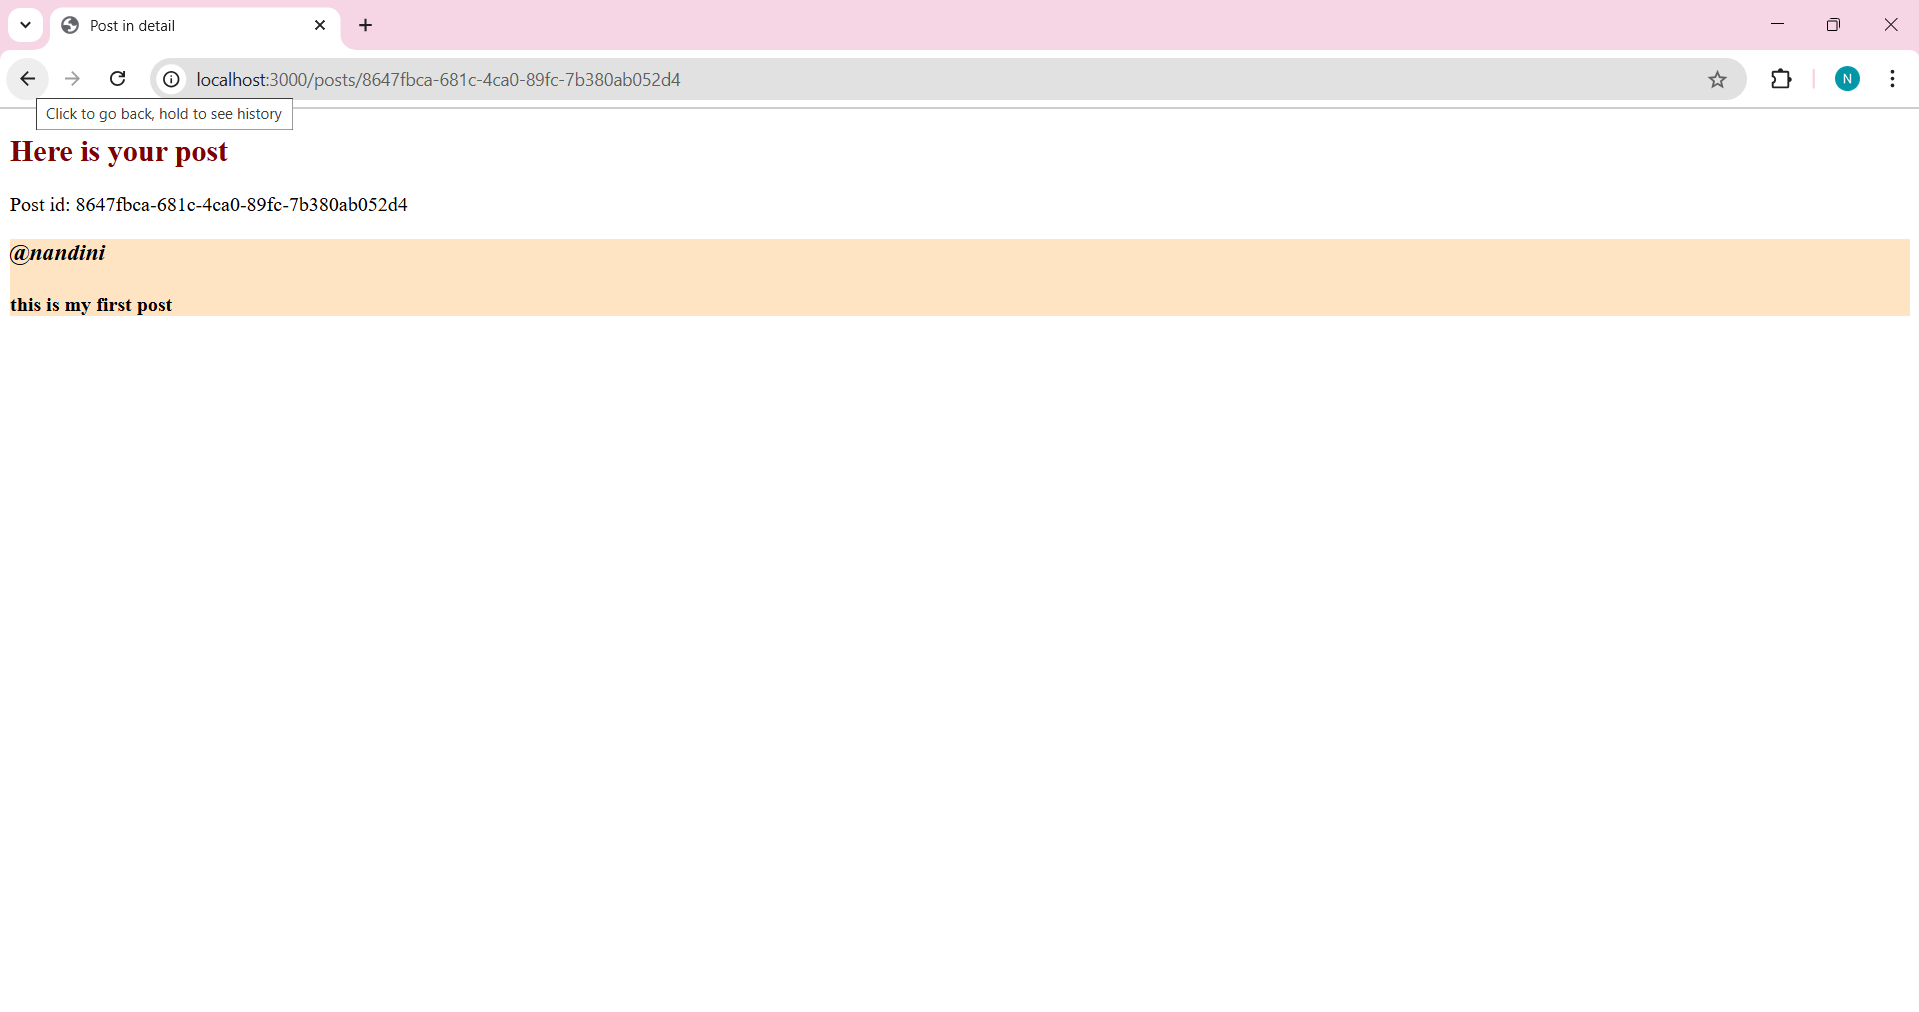 Post in detail
localhost:3000/posts/8647fbca-681c-4ca0-89fc-7b380ab052d4
N
Click to go back, hold to see history
Here is your post
Post id: 8647fbca-681c-4ca0-89fc-7b380ab052d4
@nandini
this is my first post